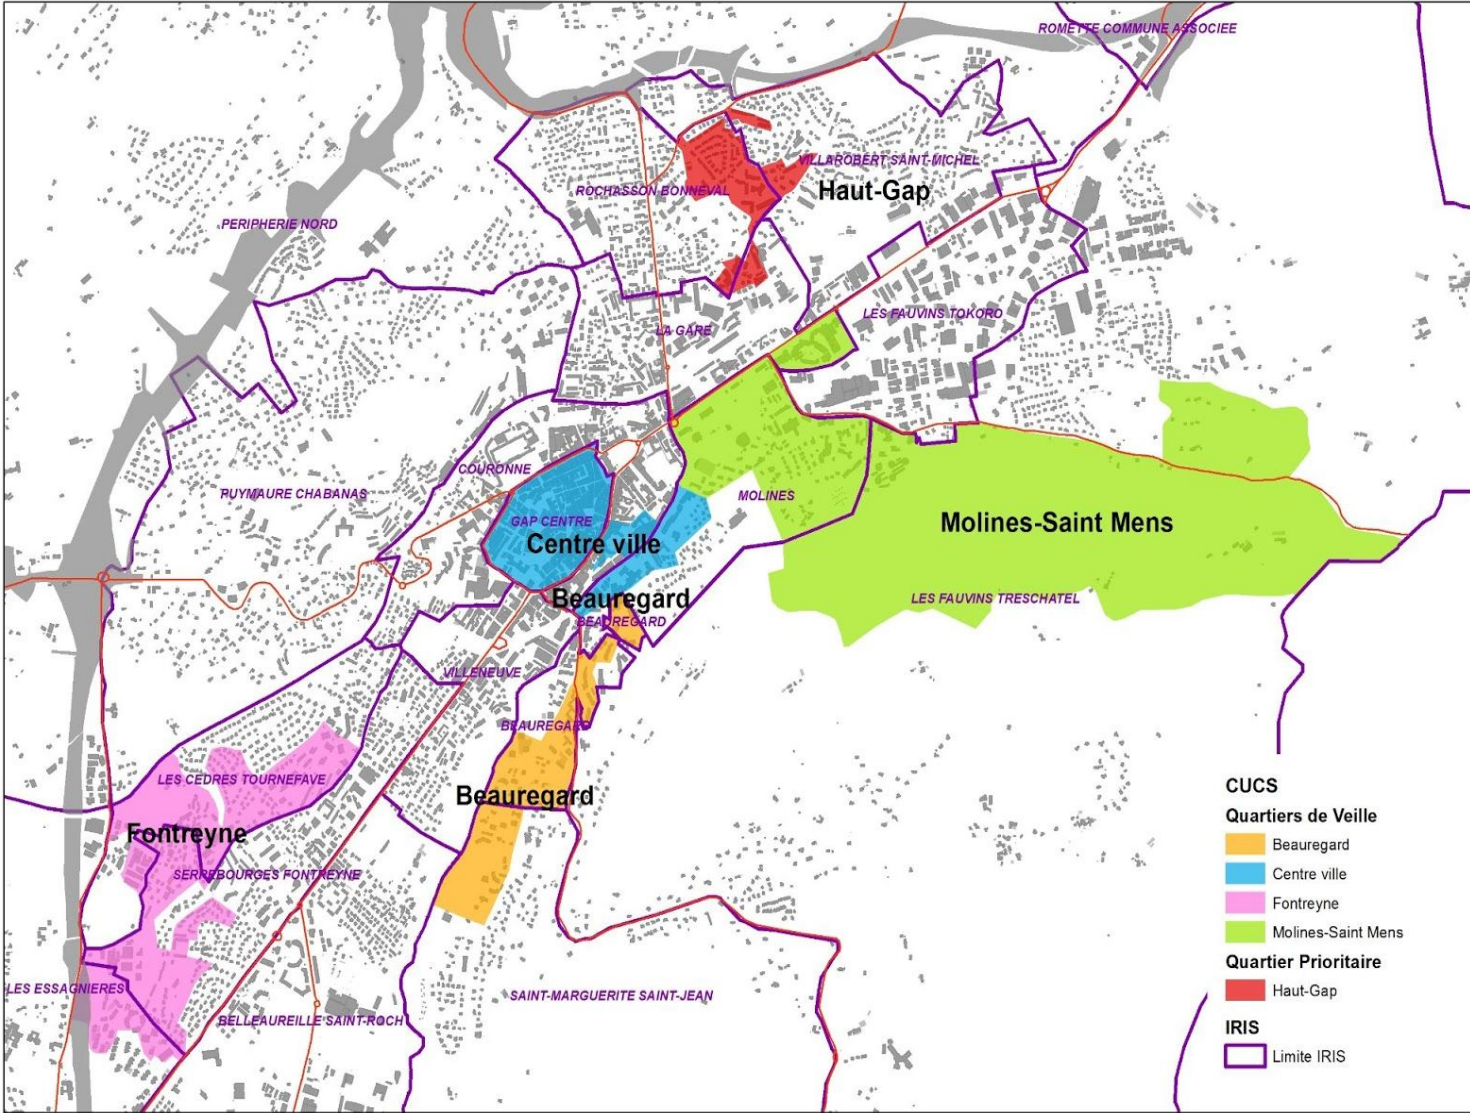 ROMETTE COMMUNE ASSOCIEE
VILLAROBERT SAINT-MICHEL
ROCHASSON BONNEVAL
Haut-Gap
PERIPHERIE NORD
LES FAUVINS TOKORO
LA GARE
COURONNE
PUYMAURE CHABANAS
MOLINES
GAP CENTRE
Molines-Saint Mens
Centre ville
Beauregard
LES FAUVINS TRESCHATEL
BEAUREGARD
VILLENEUVE
BEAUREGARD
LES CEDRES TOURNEFAVE
Beauregard
Fontreyne
SERREBOURGES FONTREYNE
LES ESSAGNIERES
SAINT-MARGUERITE SAINT-JEAN
BELLEAUREILLE SAINT-ROCH
CUCS
Quartiers de Veille
Beauregard
Centre ville
Fontreyne
Molines-Saint Mens
Quartier Prioritaire
Haut-Gap
IRIS
Limite IRIS